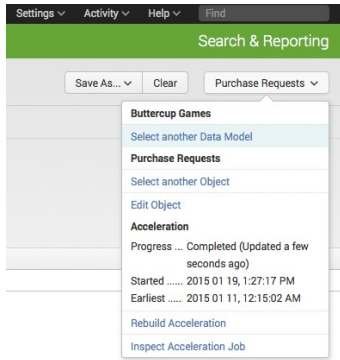 Settings Activity Help Find
Search & Reporting
Save As... Clear Purchase Requests
Buttercup Games
Select another Data Model
Purchase Requests
Select another Object
Edit Object
Acceleration
Progress ... Completed (Updated a few
seconds ago)
Started ...... 2015 01 19, 1:27:17 PM
Earliest ..... 2015 01 11, 12:15:02 AM
Rebuild Acceleration
Inspect Acceleration Job